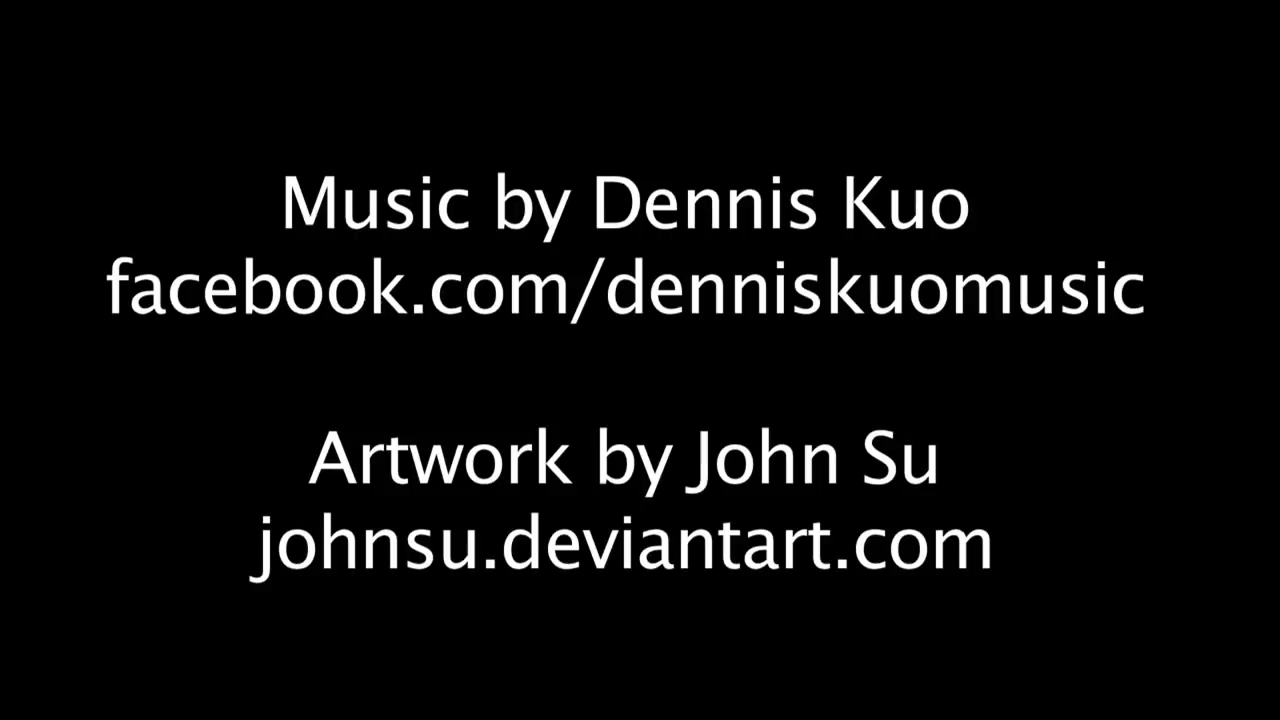 Music by Dennis Kuo
facebook.com/denniskuomusic
Artwork by John Su
johnsu.deviantart.com